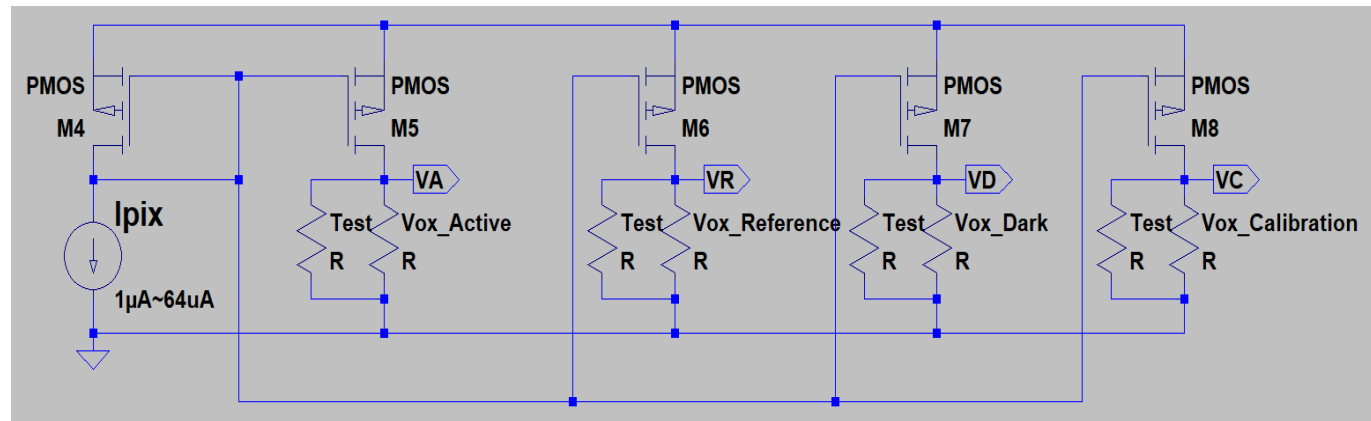 PMOS
M4
Ipix
1µA~64uA
PMOS
M5
VA
Test
R
Vox_Active
R
PMOS
M6
VR
Test
R
Vox_Reference
R
PMOS
M7
VD
Test
R
Vox_Dark
R
PMOS
M8
VC
Test
R
Vox_Calibration
R